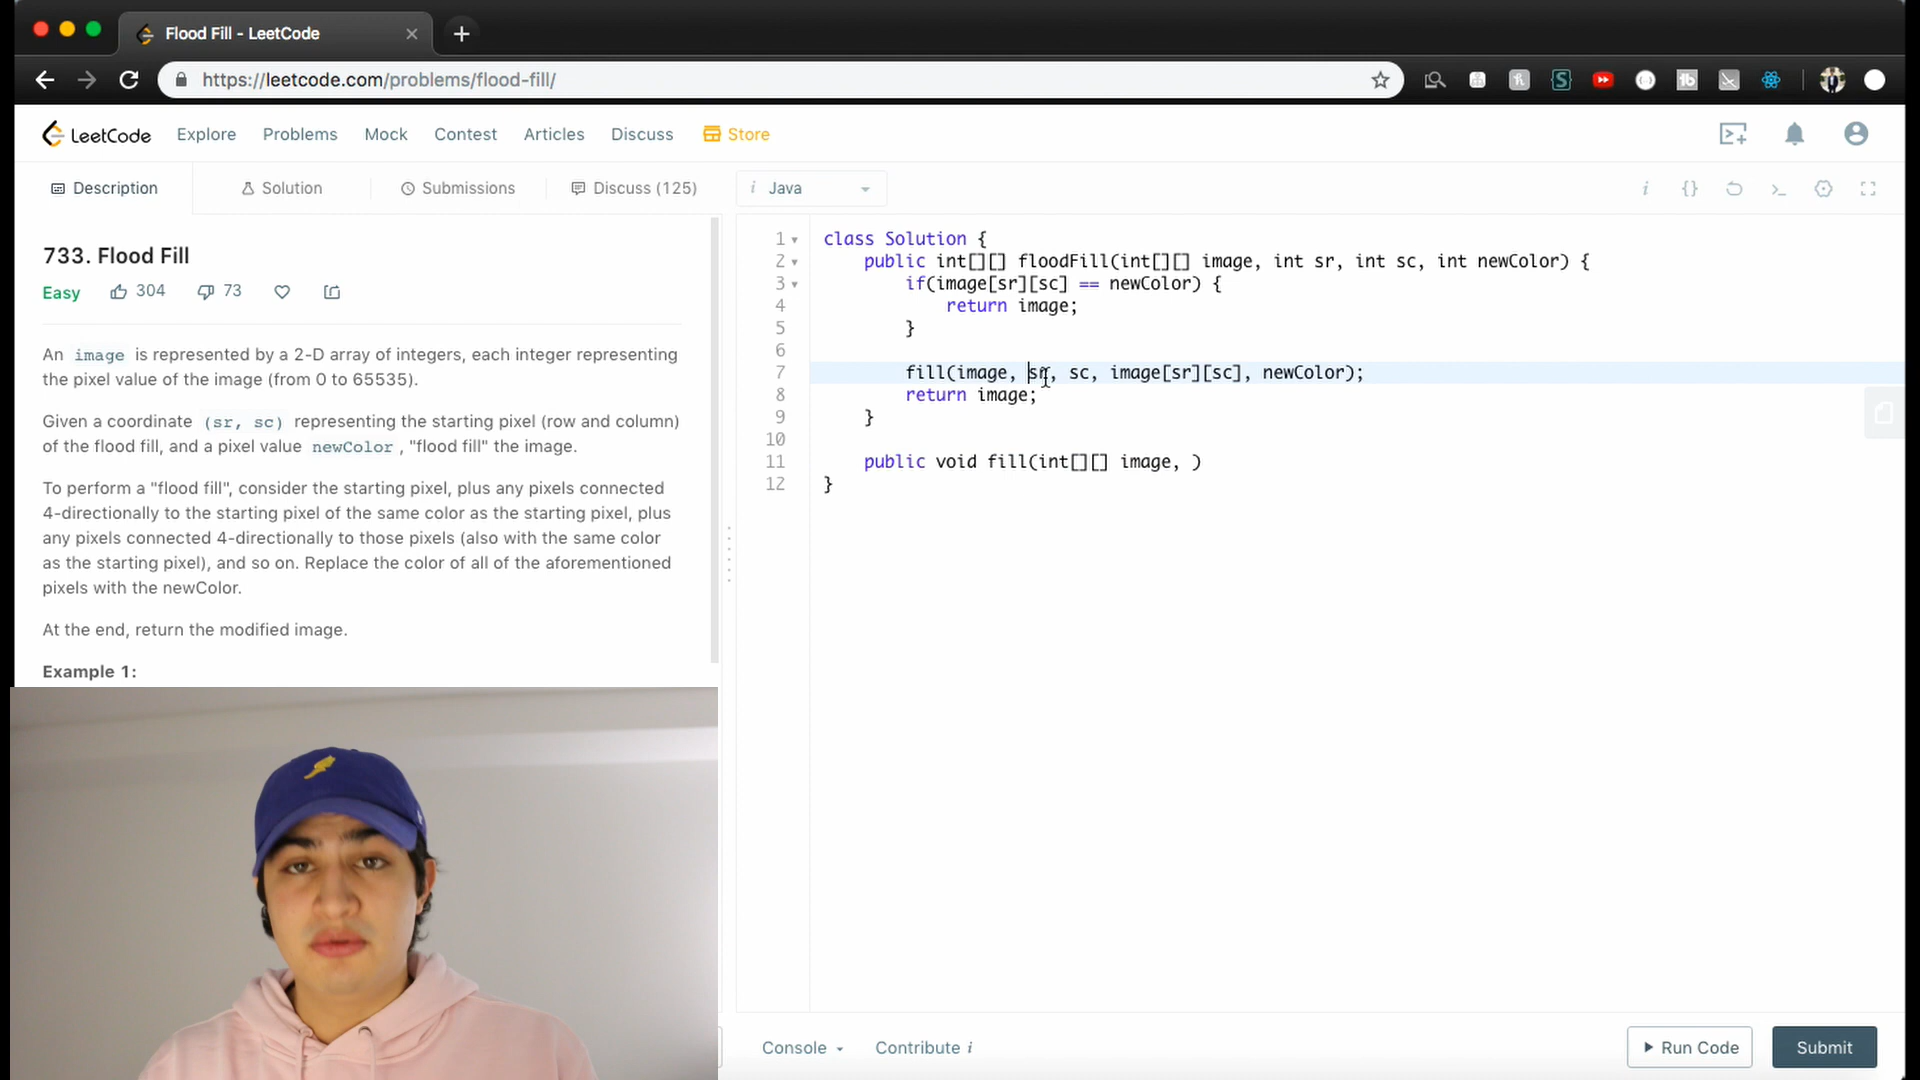 Flood Fill - LeetCode
https://leetcode.com/problems/flood-fill/
LeetCode Explore Problems Mock Contest Articles Discuss Store
Description Solution Submissions Discuss (125)
733. Flood Fill
Easy 304 73
An image is represented by a 2-D array of integers, each integer representing
the pixel value of the image (from 0 to 65535).
Given a coordinate (sr, sc) representing the starting pixel (row and column)
of the flood fill, and a pixel value newColor, "flood fill" the image.
To perform a "flood fill", consider the starting pixel, plus any pixels connected
4-directionally to the starting pixel of the same color as the starting pixel, plus
any pixels connected 4-directionally to those pixels (also with the same color
as the starting pixel), and so on. Replace the color of all of the aforementioned
pixels with the newColor.
At the end, return the modified image.
Example 1:
i Java
i {}
1 class Solution {
2 public int[][] floodFill(int[][] image, int sr, int sc, int newColor) {
3 if(image[sr][sc] == newColor) {
4 return image;
5 }
6
7 fill(image, sr, sc, image[sr][sc], newColor);
8 return image;
9 }
10
11 public void fill(int[][] image, )
12 }
Console Contribute i
Run Code Submit